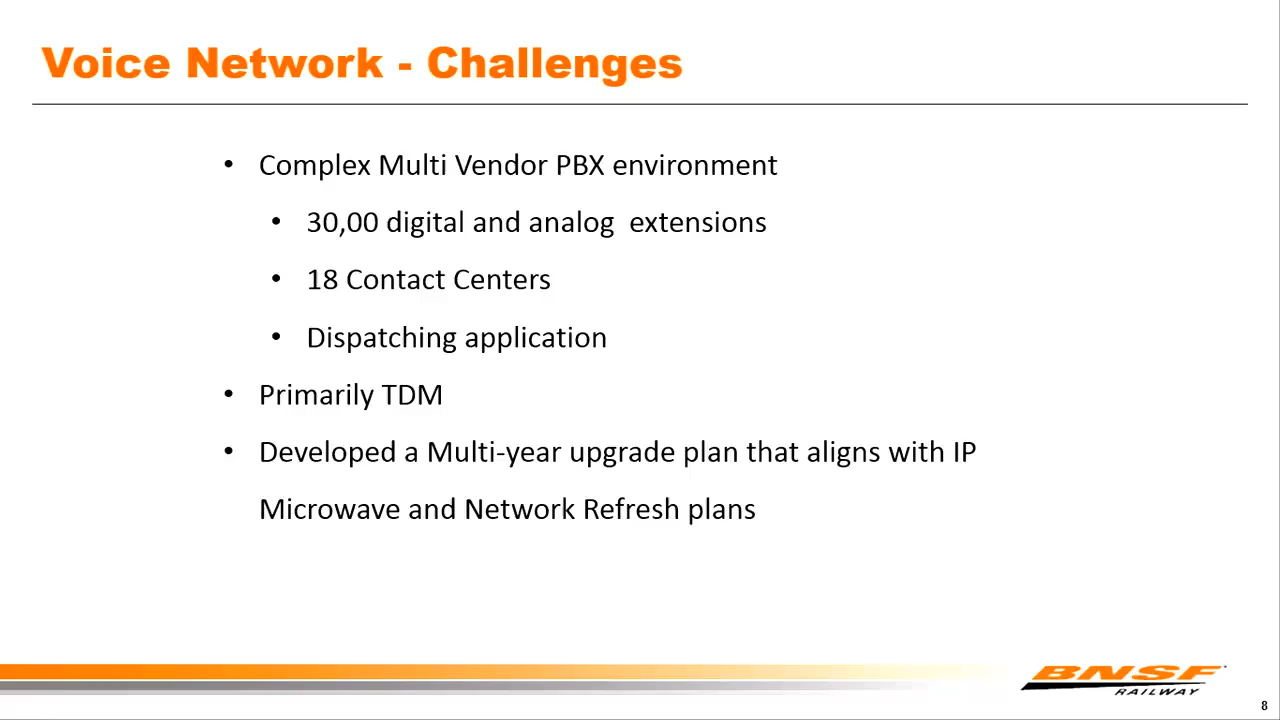 Voice Network - Challenges
• Complex Multi Vendor PBX environment
• 30,00 digital and analog  extensions
• 18 Contact Centers
• Dispatching application
• Primarily TDM
• Developed a Multi-year upgrade plan that aligns with IP
Microwave and Network Refresh plans
BNSF
RAILWAY
8